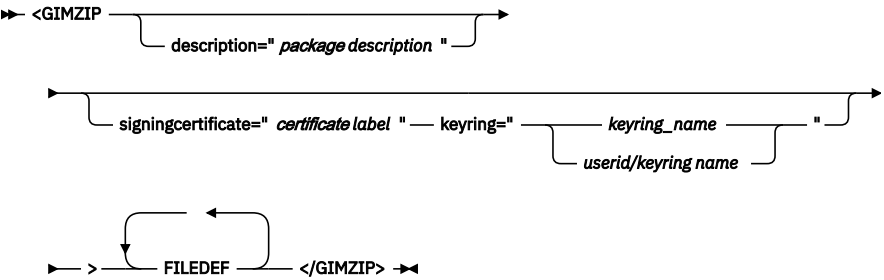 <GIMZIP
description=" package description "
signingcertificate=" certificate label " keyring=" keyring_name "
userid/keyring name
> FILEDEF </GIMZIP>